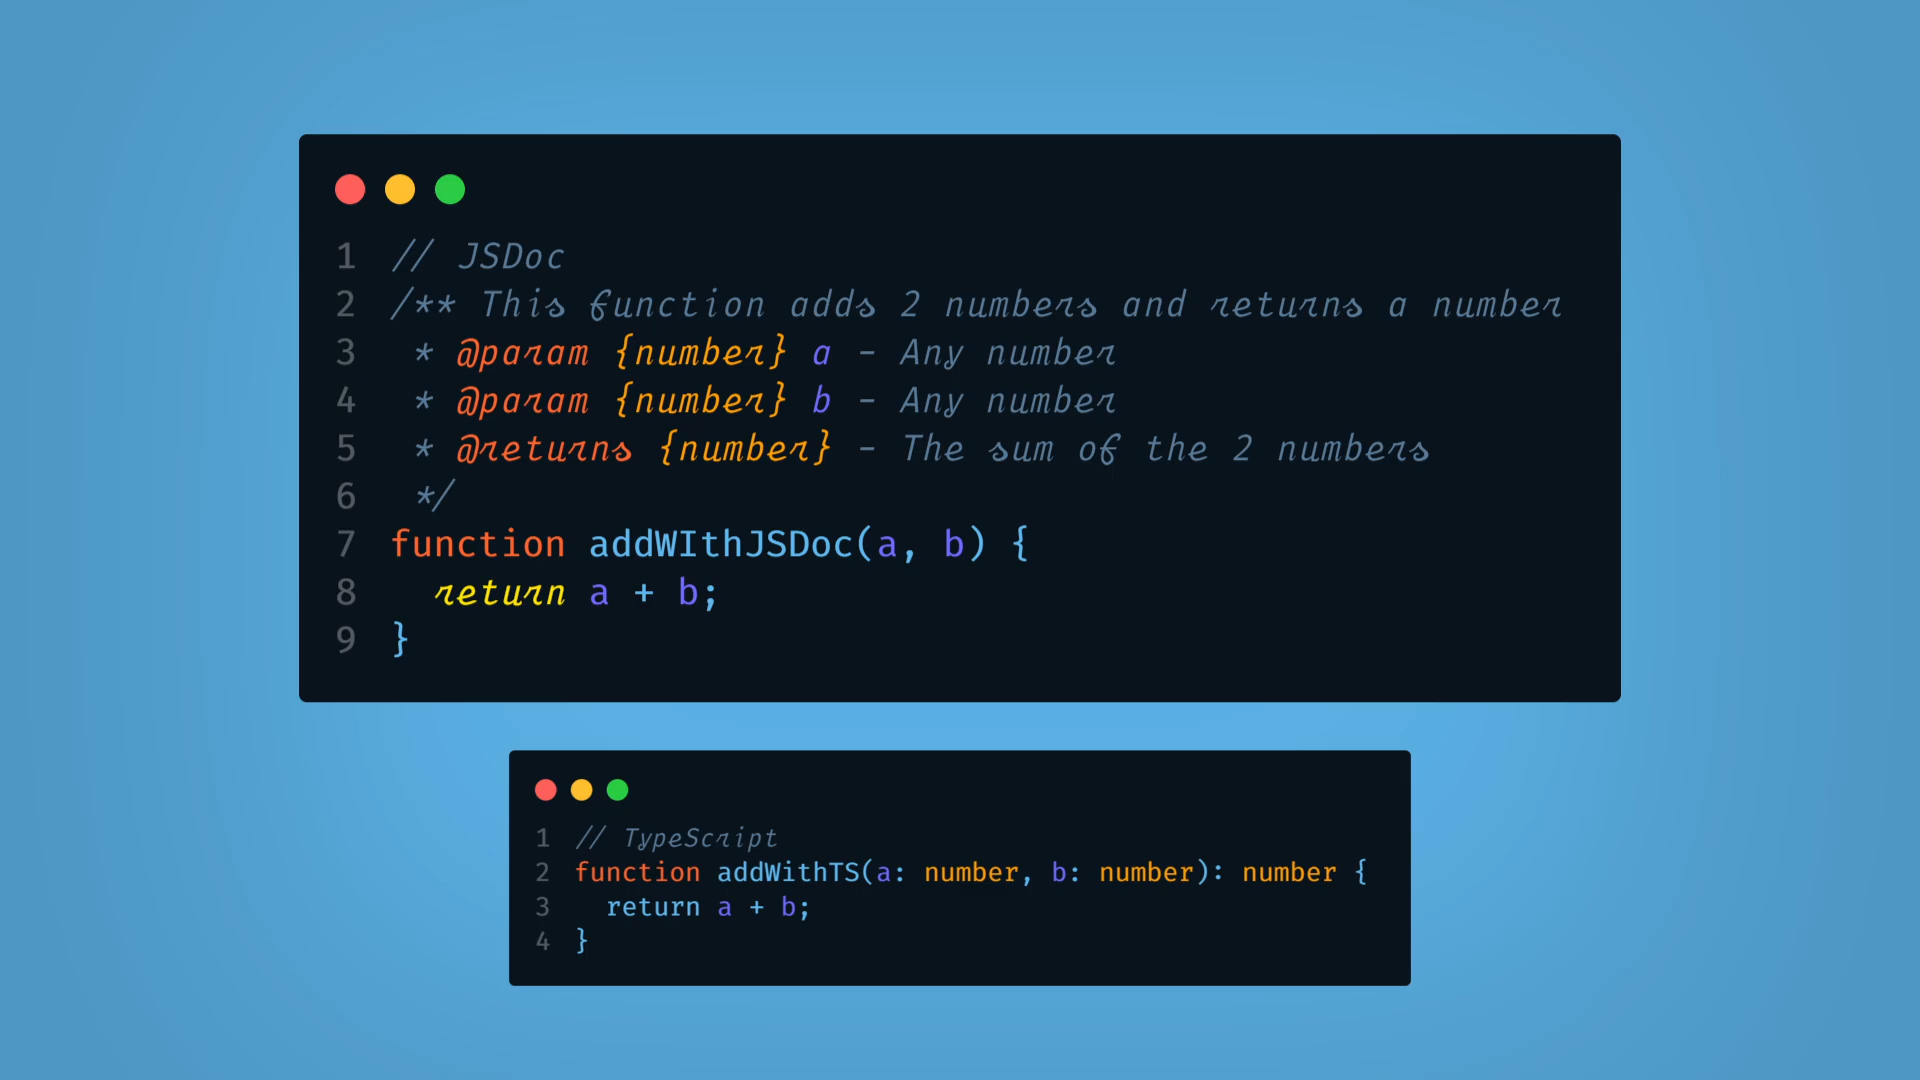 1 // JSDoc
2 /** This function adds 2 numbers and returns a number
3  * @param {number} a - Any number
4  * @param {number} b - Any number
5  * @returns {number} - The sum of the 2 numbers
6  */
7 function addWIthJSDoc(a, b) {
8   return a + b;
9 }
1 // TypeScript
2 function addWithTS(a: number, b: number): number {
3   return a + b;
4 }